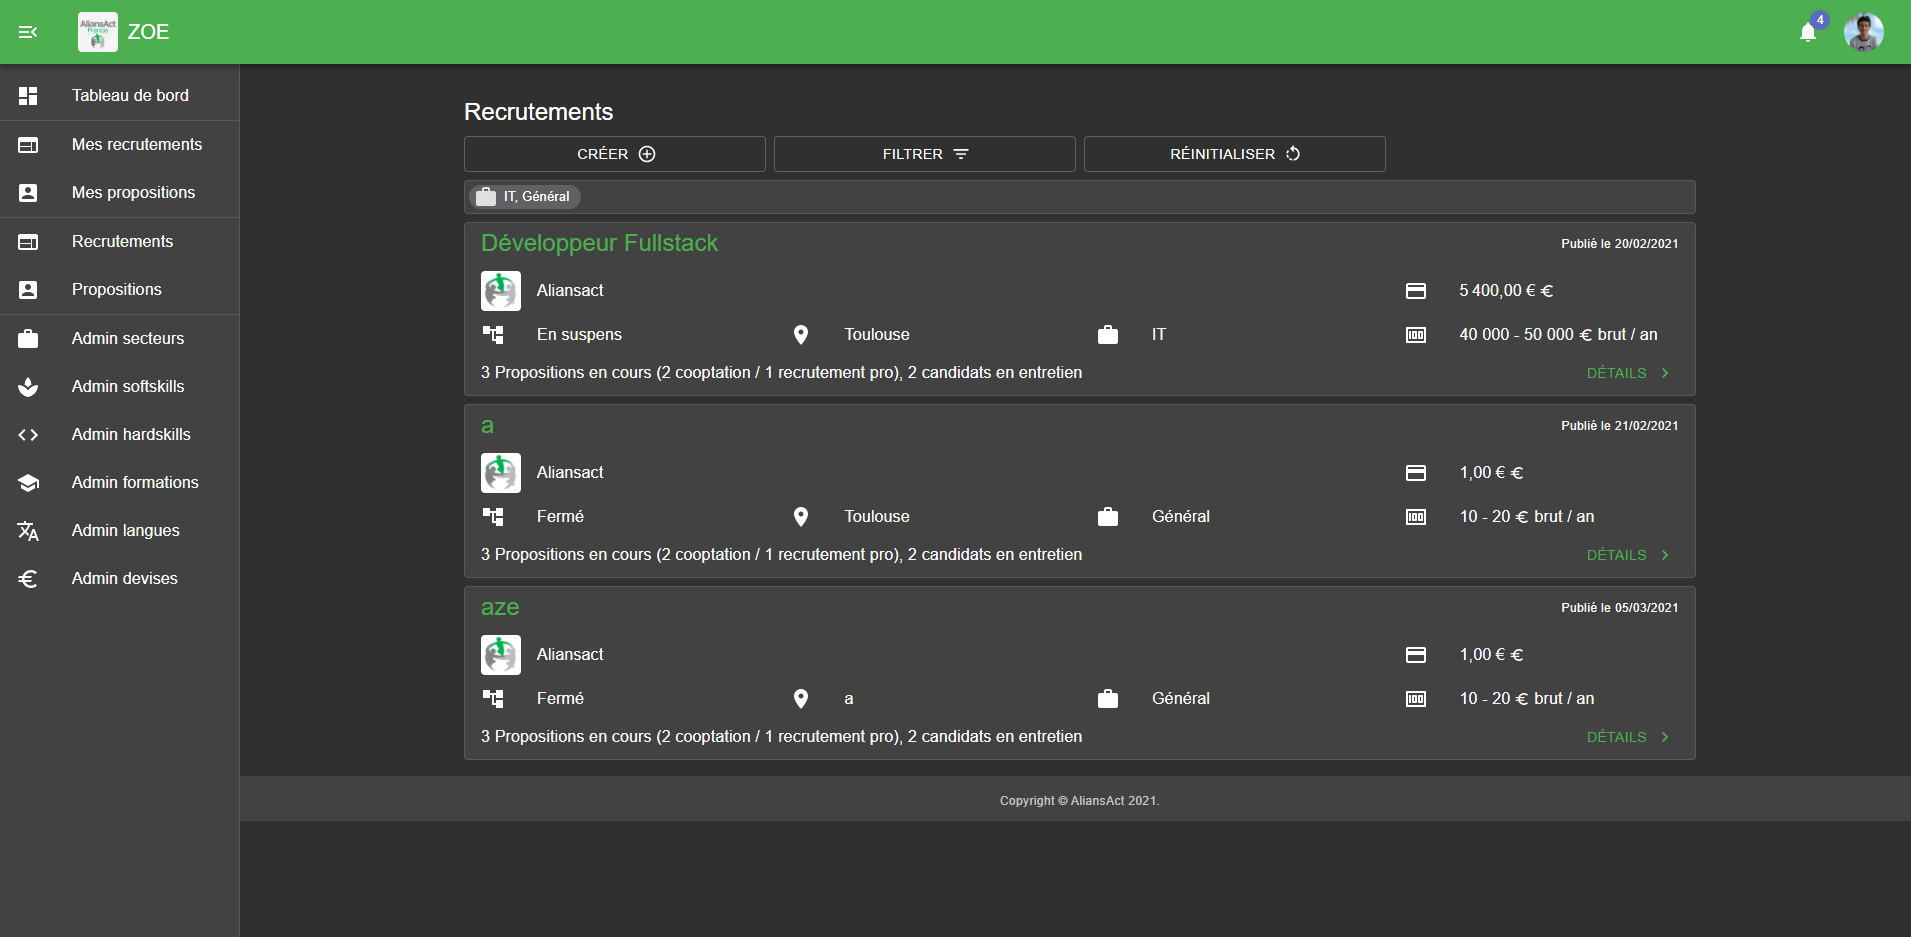 AliansAct
France
ZOE
4
Tableau de bord
Mes recrutements
Mes propositions
Recrutements
Propositions
Admin secteurs
Admin softskills
Admin hardskills
Admin formations
Admin langues
Admin devises
Recrutements
CRÉER
FILTRER
RÉINITIALISER
IT, Général
Développeur Fullstack
Publié le 20/02/2021
Aliansact
5 400,00 € €
En suspens
Toulouse
IT
40 000 - 50 000 € brut / an
3 Propositions en cours (2 cooptation / 1 recrutement pro), 2 candidats en entretien
DÉTAILS
a
Publié le 21/02/2021
Aliansact
1,00 € €
Fermé
Toulouse
Général
10 - 20 € brut / an
3 Propositions en cours (2 cooptation / 1 recrutement pro), 2 candidats en entretien
DÉTAILS
aze
Publié le 05/03/2021
Aliansact
1,00 € €
Fermé
a
Général
10 - 20 € brut / an
3 Propositions en cours (2 cooptation / 1 recrutement pro), 2 candidats en entretien
DÉTAILS
Copyright © AliansAct 2021.